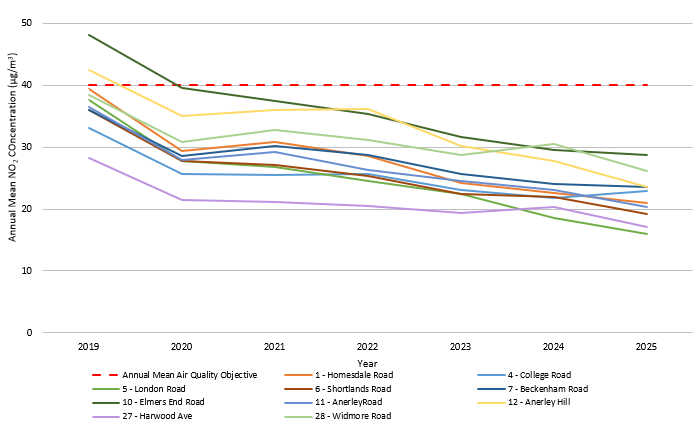 Annual Mean NO2 COncentration (µg/m³)
50
40
30
20
10
0
2019 2020 2021 2022 2023 2024 2025
Year
Annual Mean Air Quality Objective 1 - Homesdale Road 4 - College Road
5 - London Road 6 - Shortlands Road 7 - Beckenham Road
10 - Elmers End Road 11 - AnerleyRoad 12 - Anerley Hill
27 - Harwood Ave 28 - Widmore Road